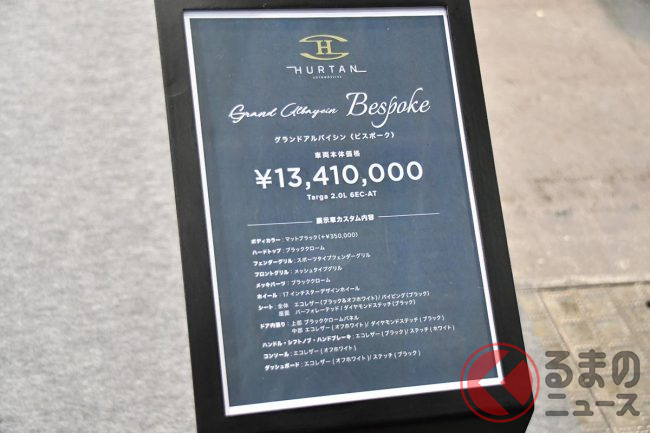 H
HURTAN
AUTOMOVILES
Grand Albaycin Bespoke
グランドアルバイシン(ビスポーク)
車両本体価格
¥13,410,000
Targa 2.0L 6EC-AT
展示車カスタム内容
ボディカラー:マットブラック(+¥350,000)
ハードトップ:ブラッククローム
フェンダーグリル:スポーツタイプフェンダーグリル
フロントグリル:メッシュタイプグリル
メッキパーツ:ブラッククローム
ホイール:17インチスターデザインホイール
シート:全体 エコレザー(ブラック&オフホワイト)/パイピング(ブラック)
座面 パーフォレーテッド/ダイヤモンドステッチ(ブラック)
ドア内張り:上部 ブラッククロームパネル
中部 エコレザー(オフホワイト)/ダイヤモンドステッチ(ブラック)
ハンドル・シフトノブ・ハンドブレーキ:エコレザー(ブラック)/ステッチ(ホワイト)
コンソール:エコレザー(オフホワイト)
ダッシュボード:エコレザー(オフホワイト)/ステッチ(ブラック)
くるまの
ニュース